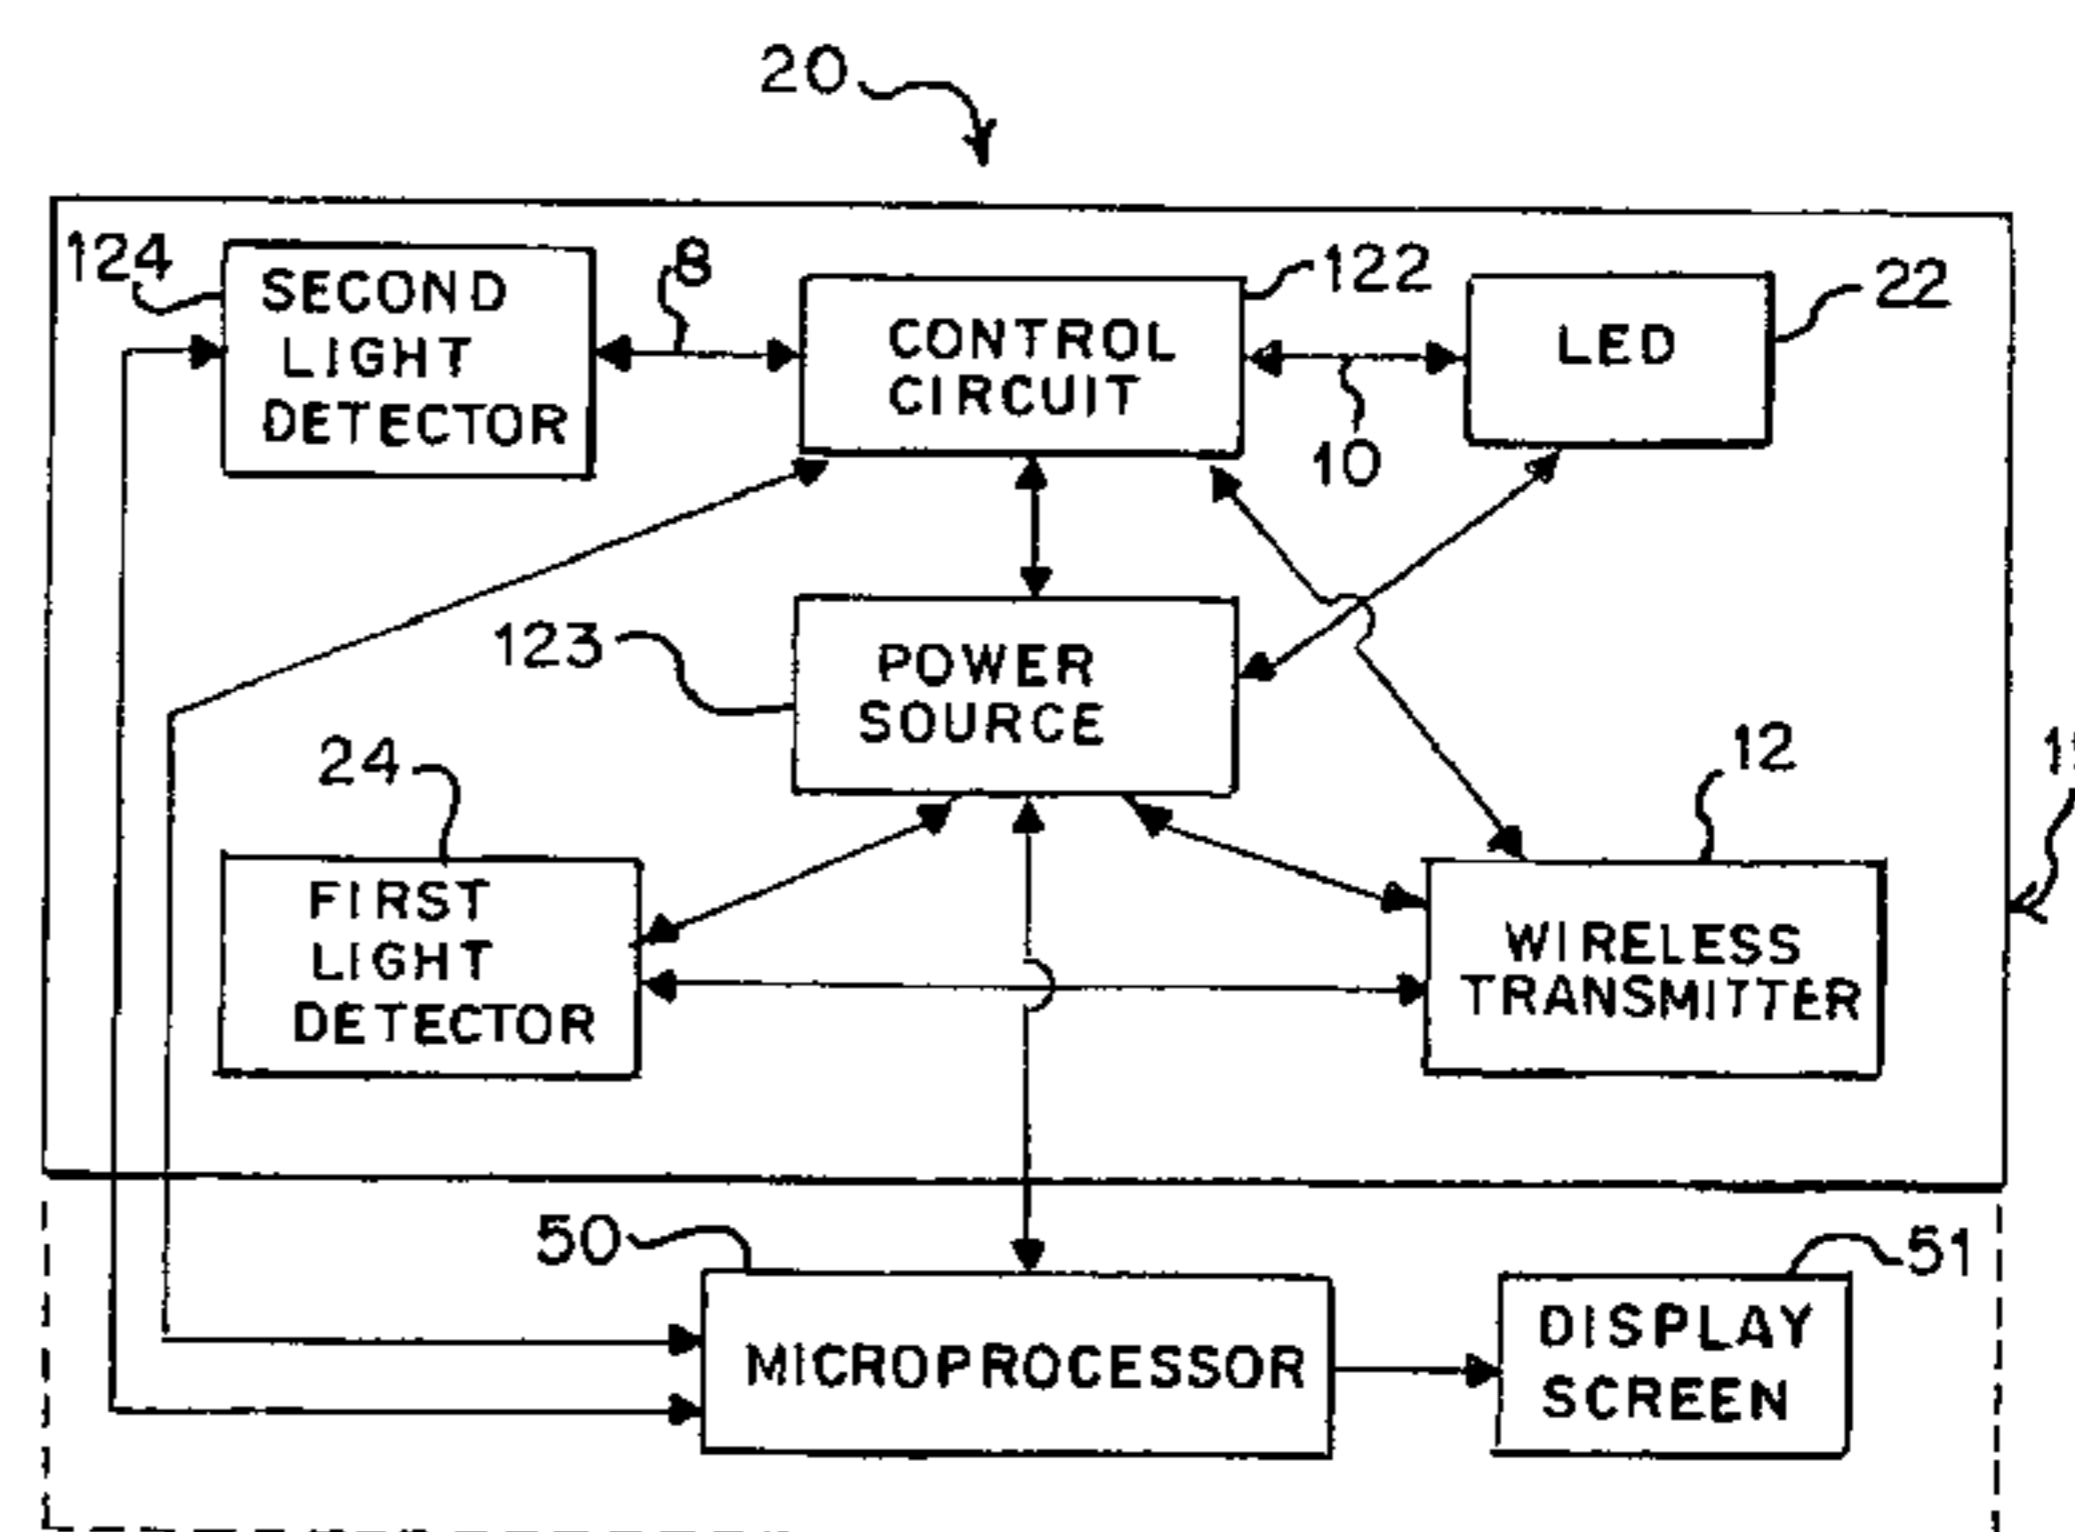 20
124
SECOND
LIGHT
DETECTOR
8
CONTROL
CIRCUIT
122
LED
22
10
123
POWER
SOURCE
24
FIRST
LIGHT
DETECTOR
12
WIRELESS
TRANSMITTER
50
MICROPROCESSOR
51
DISPLAY
SCREEN